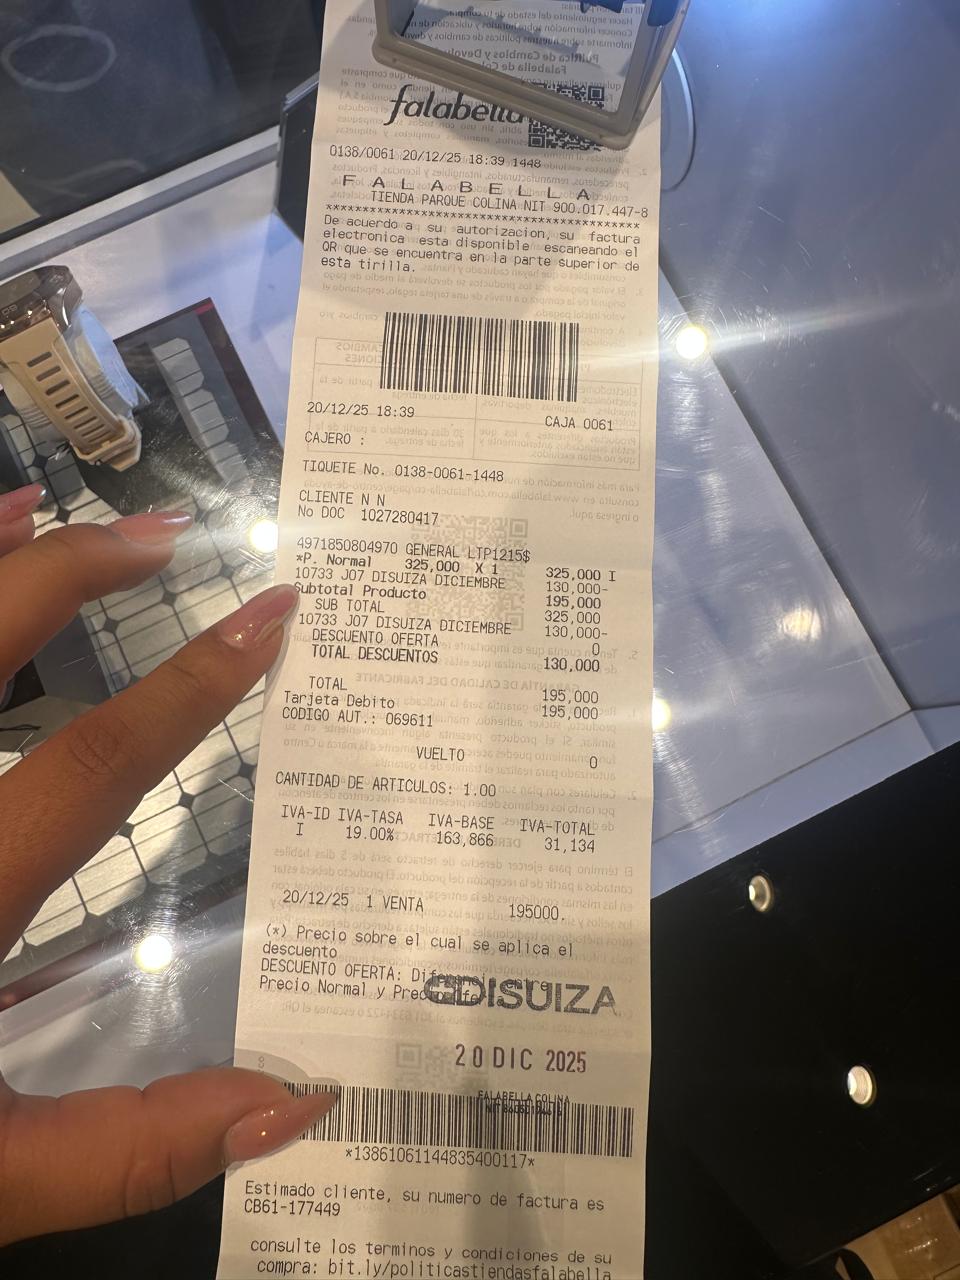 falabella
0138/0061 20/12/25 18:39 1448
F A L A B E L L A
TIENDA PARQUE COLINA NIT 900.017.447-8
****************************************
De acuerdo a su autorizacion, su factura
electronica esta disponible escaneando el
QR que se encuentra en la parte superior de
esta tirilla.
20/12/25 18:39 CAJA 0061
CAJERO :
TIQUETE No. 0138-0061-1448
CLIENTE N N
No DOC 1027280417
4971850804970 GENERAL LTP1215$
*P. Normal 325,000 X 1 325,000 I
10733 J07 DISUIZA DICIEMBRE 130,000-
Subtotal Producto 195,000
SUB TOTAL 325,000
10733 J07 DISUIZA DICIEMBRE 130,000-
DESCUENTO OFERTA 0
TOTAL DESCUENTOS 130,000
TOTAL 195,000
Tarjeta Debito 195,000
CODIGO AUT.: 069611
VUELTO 0
CANTIDAD DE ARTICULOS: 1.00
IVA-ID IVA-TASA IVA-BASE IVA-TOTAL
I 19.00% 163,866 31,134
20/12/25 1 VENTA 195000.
(*) Precio sobre el cual se aplica el
descuento
DESCUENTO OFERTA: Diferencia entre
Precio Normal y Precio
DISUIZA
20 DIC 2025
FALABELLA COLINA
NIT
*13861061144835400117*
Estimado cliente, su numero de factura es
CB61-177449
consulte los terminos y condiciones de su
compra: bit.ly/politicastiendasfalabella